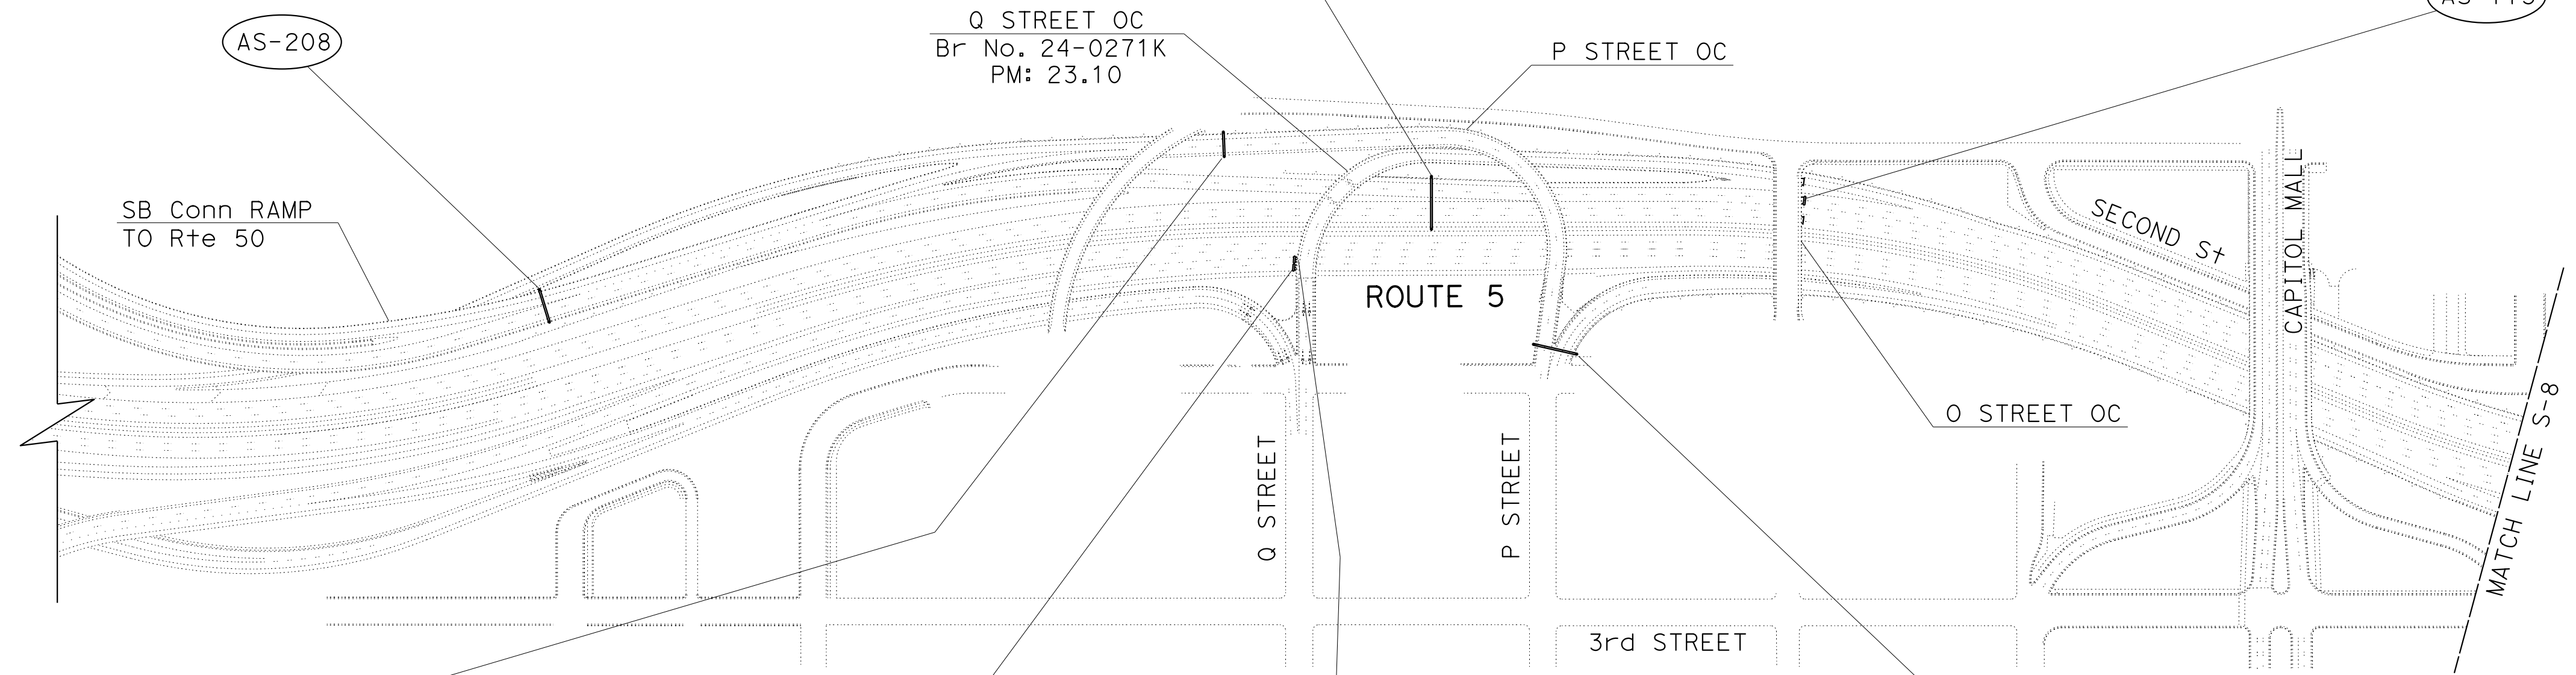 AS-208
Q STREET OC
Br No. 24-0271K
PM: 23.10
P STREET OC
SB Conn RAMP
TO Rte 50
SECOND St
CAPITOL MALL
ROUTE 5
O STREET OC
Q STREET
P STREET
3rd STREET
MATCH LINE S-8